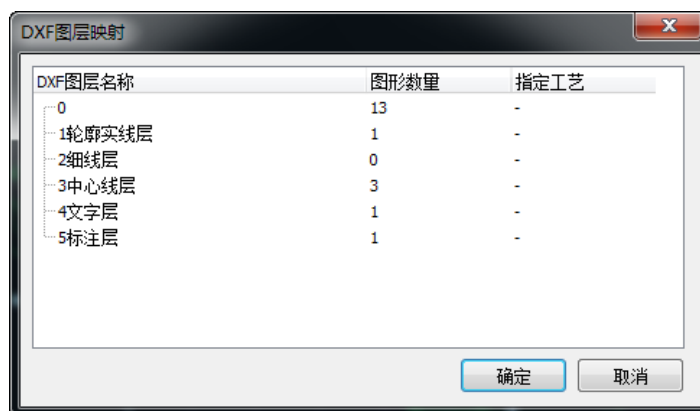 DXF图层映射
DXF图层名称 图形数量 指定工艺
0 13 -
1轮廓实线层 1 -
2细线层 0 -
3中心线层 3 -
4文字层 1 -
5标注层 1 -
确定 取消